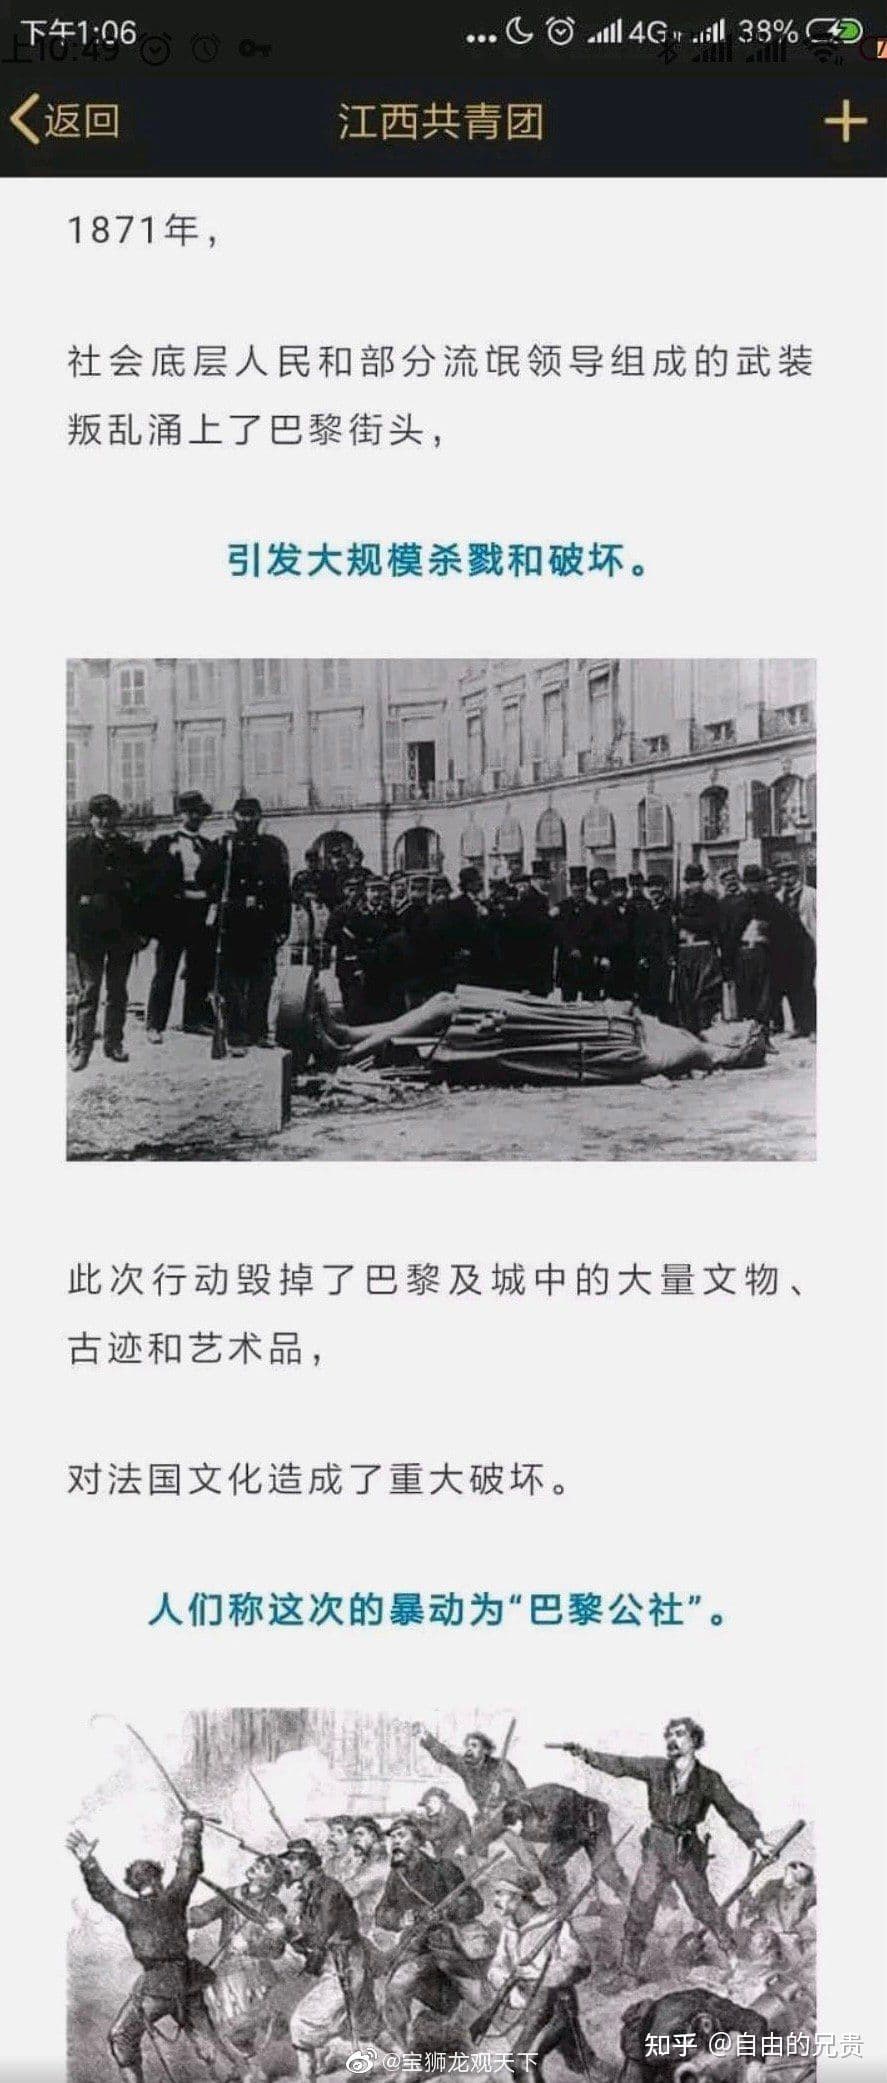 下午1:06
... 4G 38%
上10:49
返回 江西共青团 +
1871年，
社会底层人民和部分流氓领导组成的武装
叛乱涌上了巴黎街头，
引发大规模杀戮和破坏。
此次行动毁掉了巴黎及城中的大量文物、
古迹和艺术品，
对法国文化造成了重大破坏。
人们称这次的暴动为“巴黎公社”。
知乎 @自由的兄贵
@宝狮龙观天下